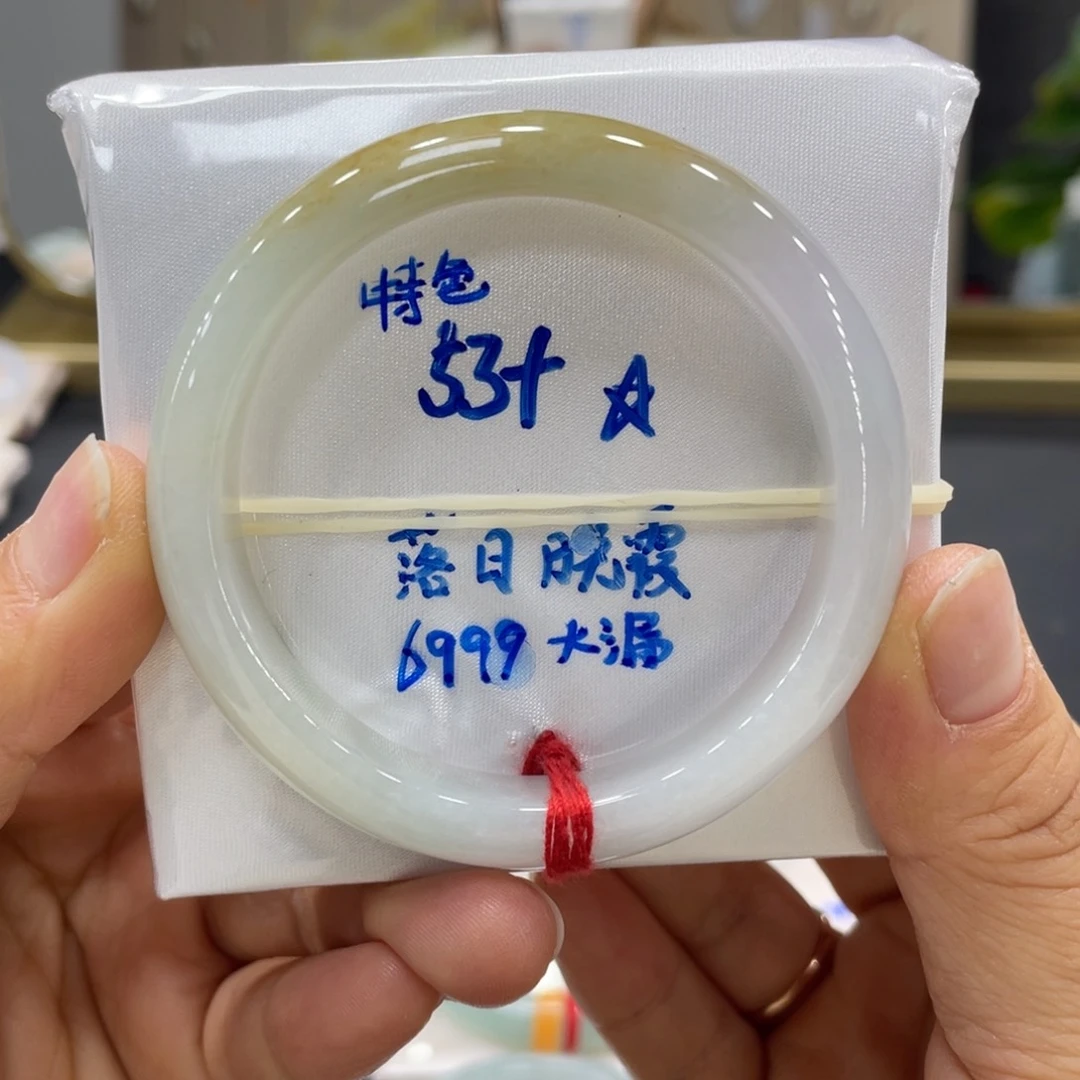 特色
53+ ☆
落日晚霞
6999 大漏